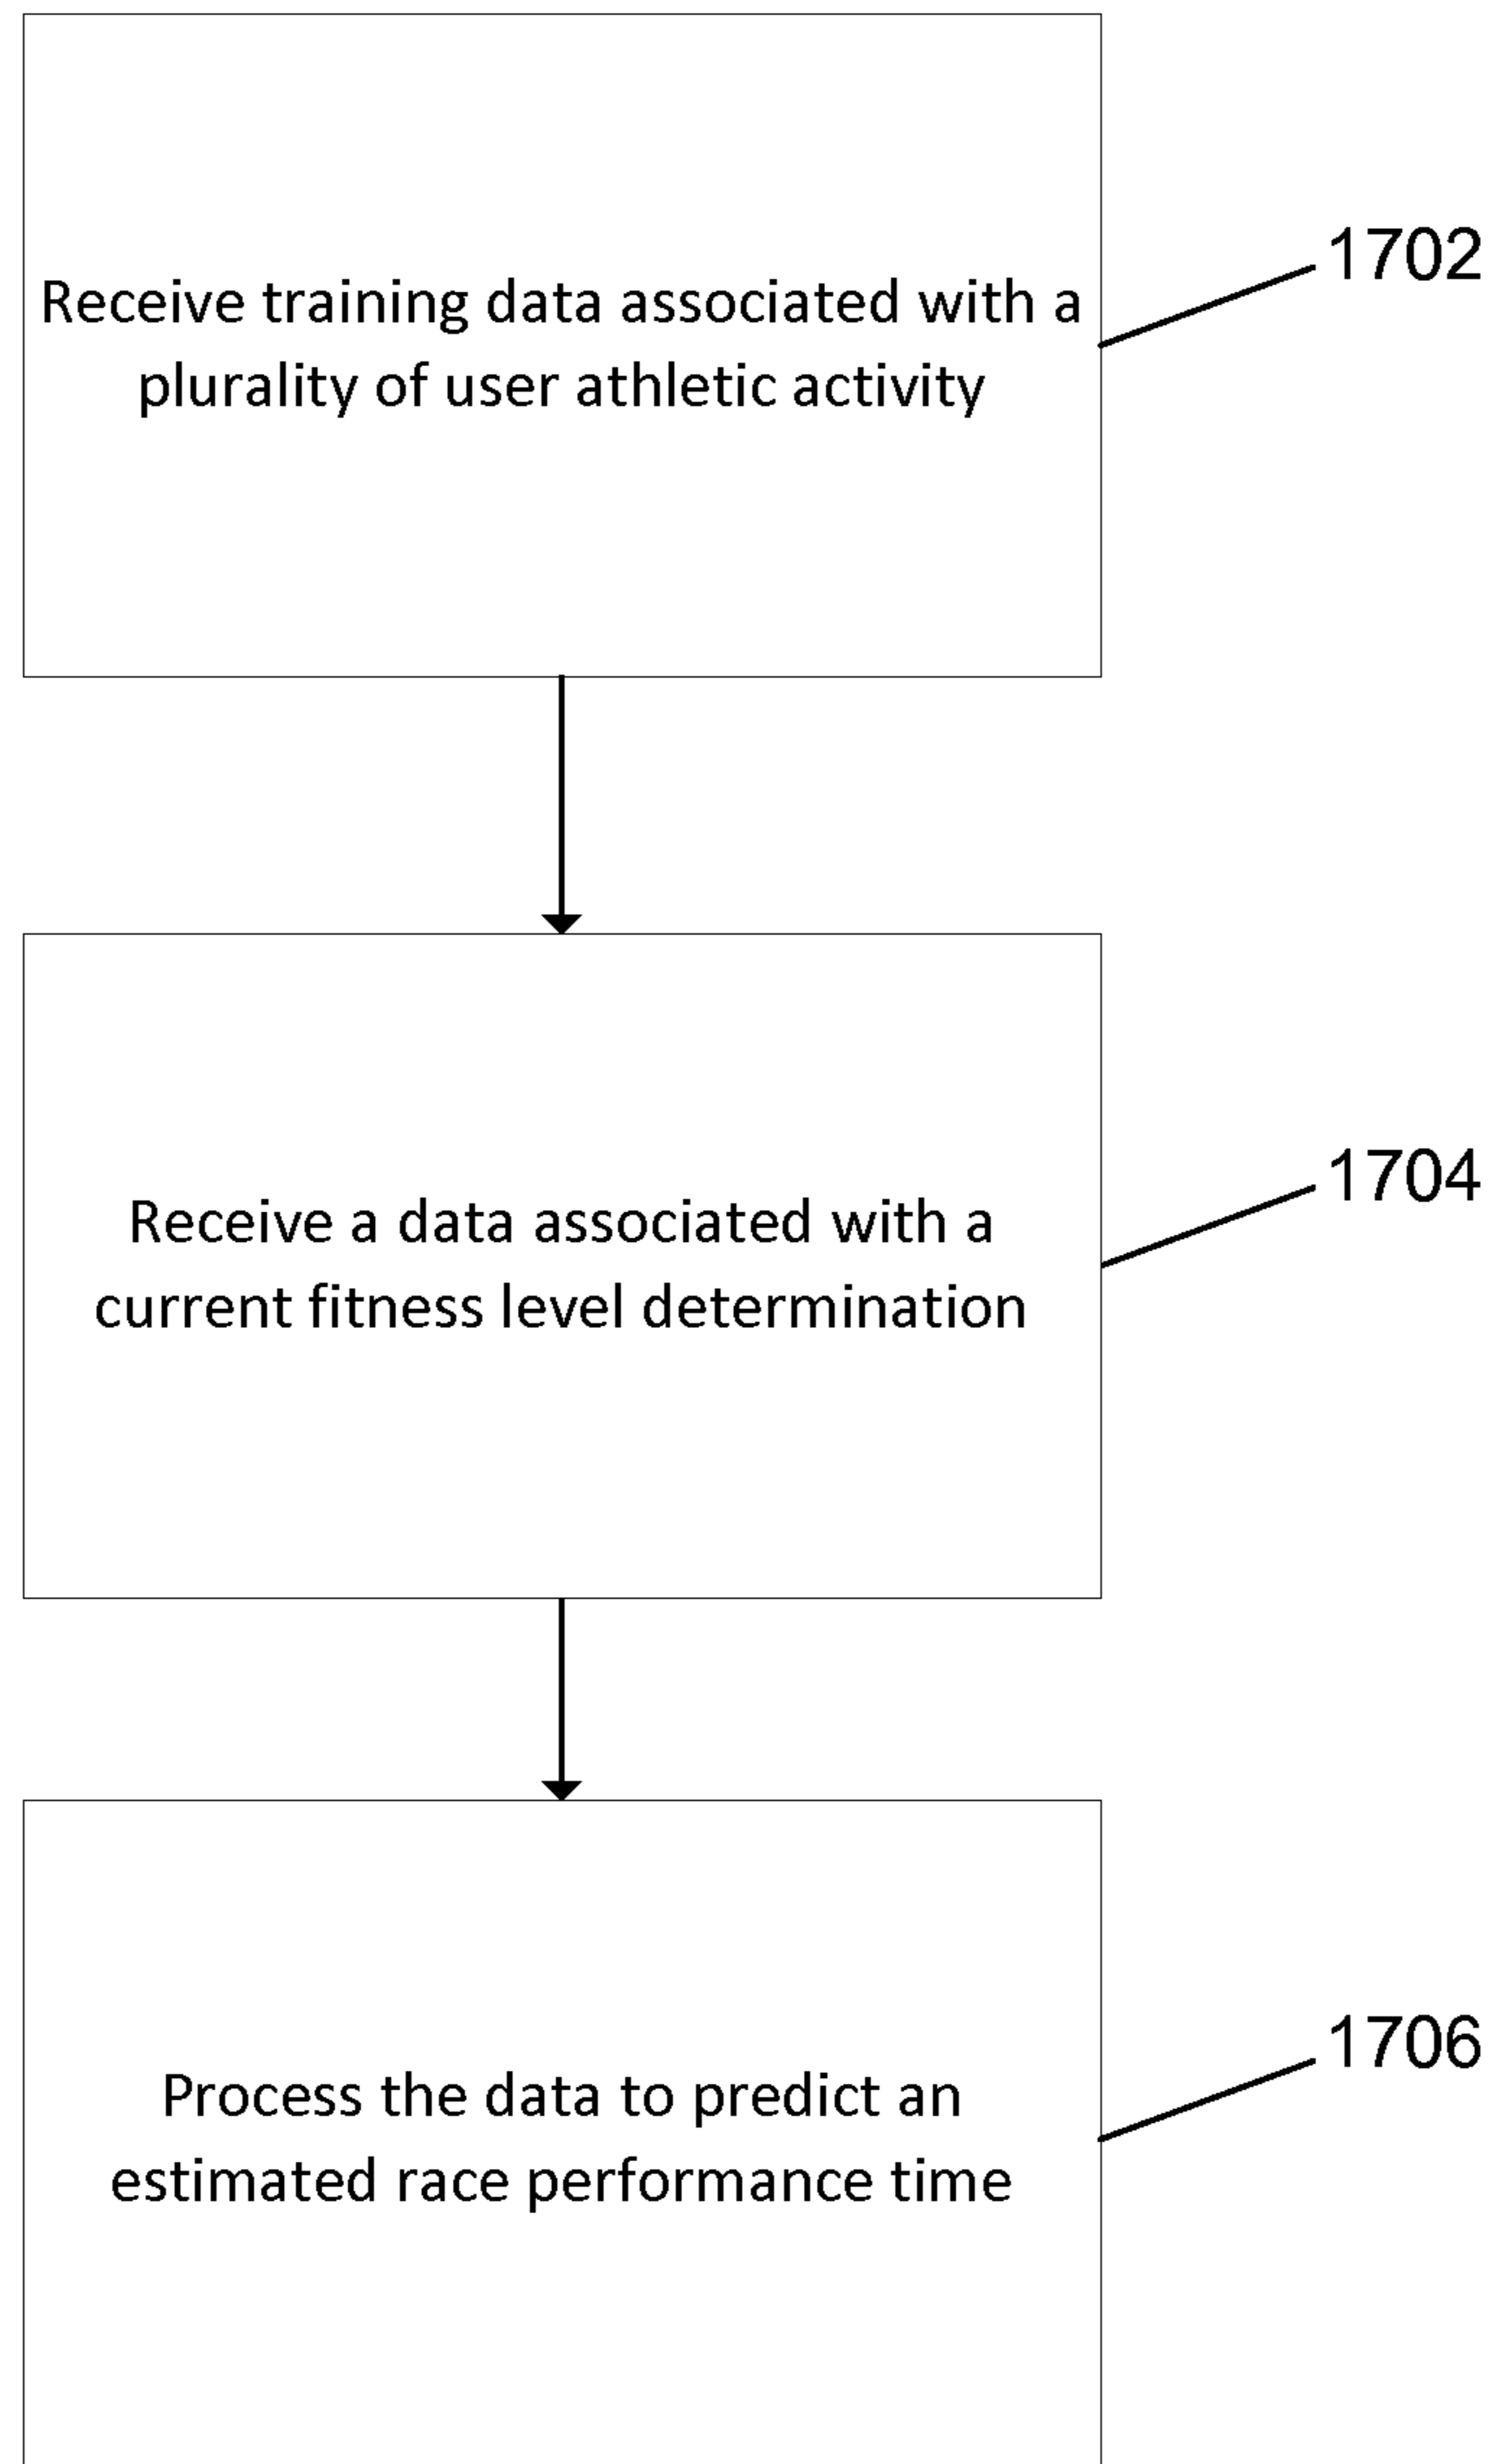 Receive training data associated with a
plurality of user athletic activity
1702
Receive a data associated with a
current fitness level determination
1704
Process the data to predict an
estimated race performance time
1706